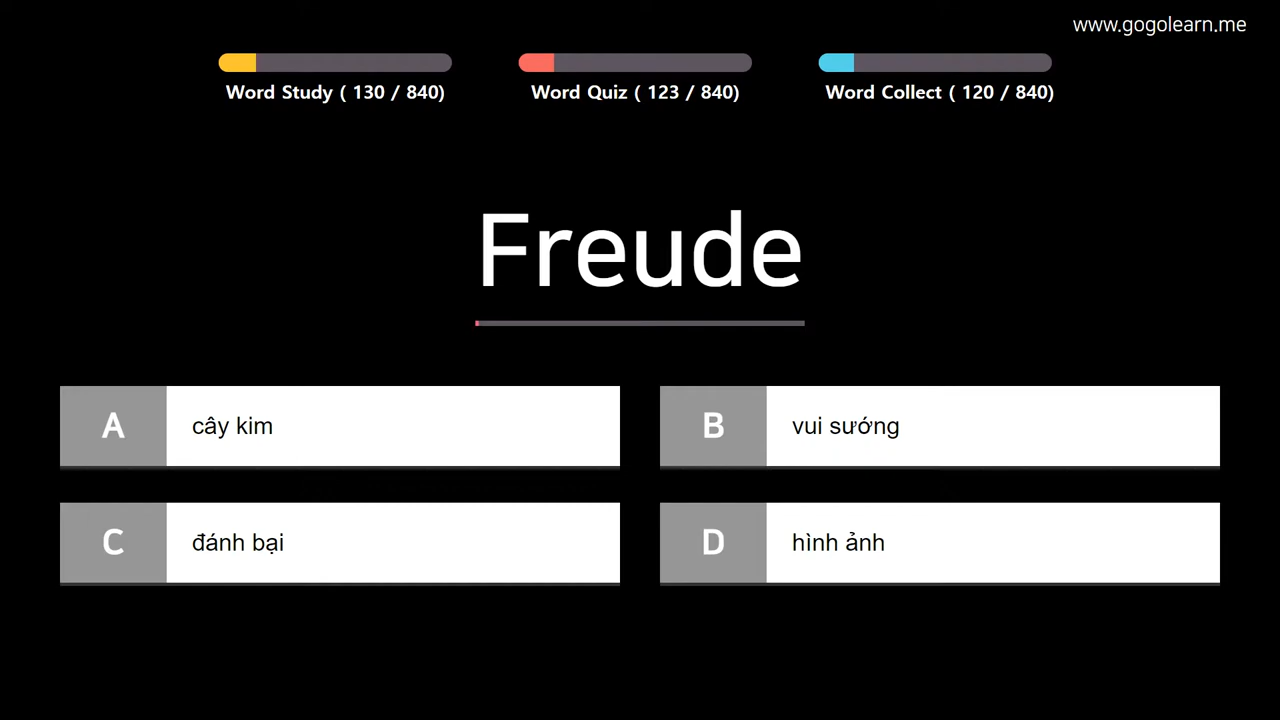 www.gogolearn.me
Word Study ( 130 / 840)
Word Quiz ( 123 / 840)
Word Collect ( 120 / 840)
Freude
A
cây kim
B
vui sướng
C
đánh bại
D
hình ảnh